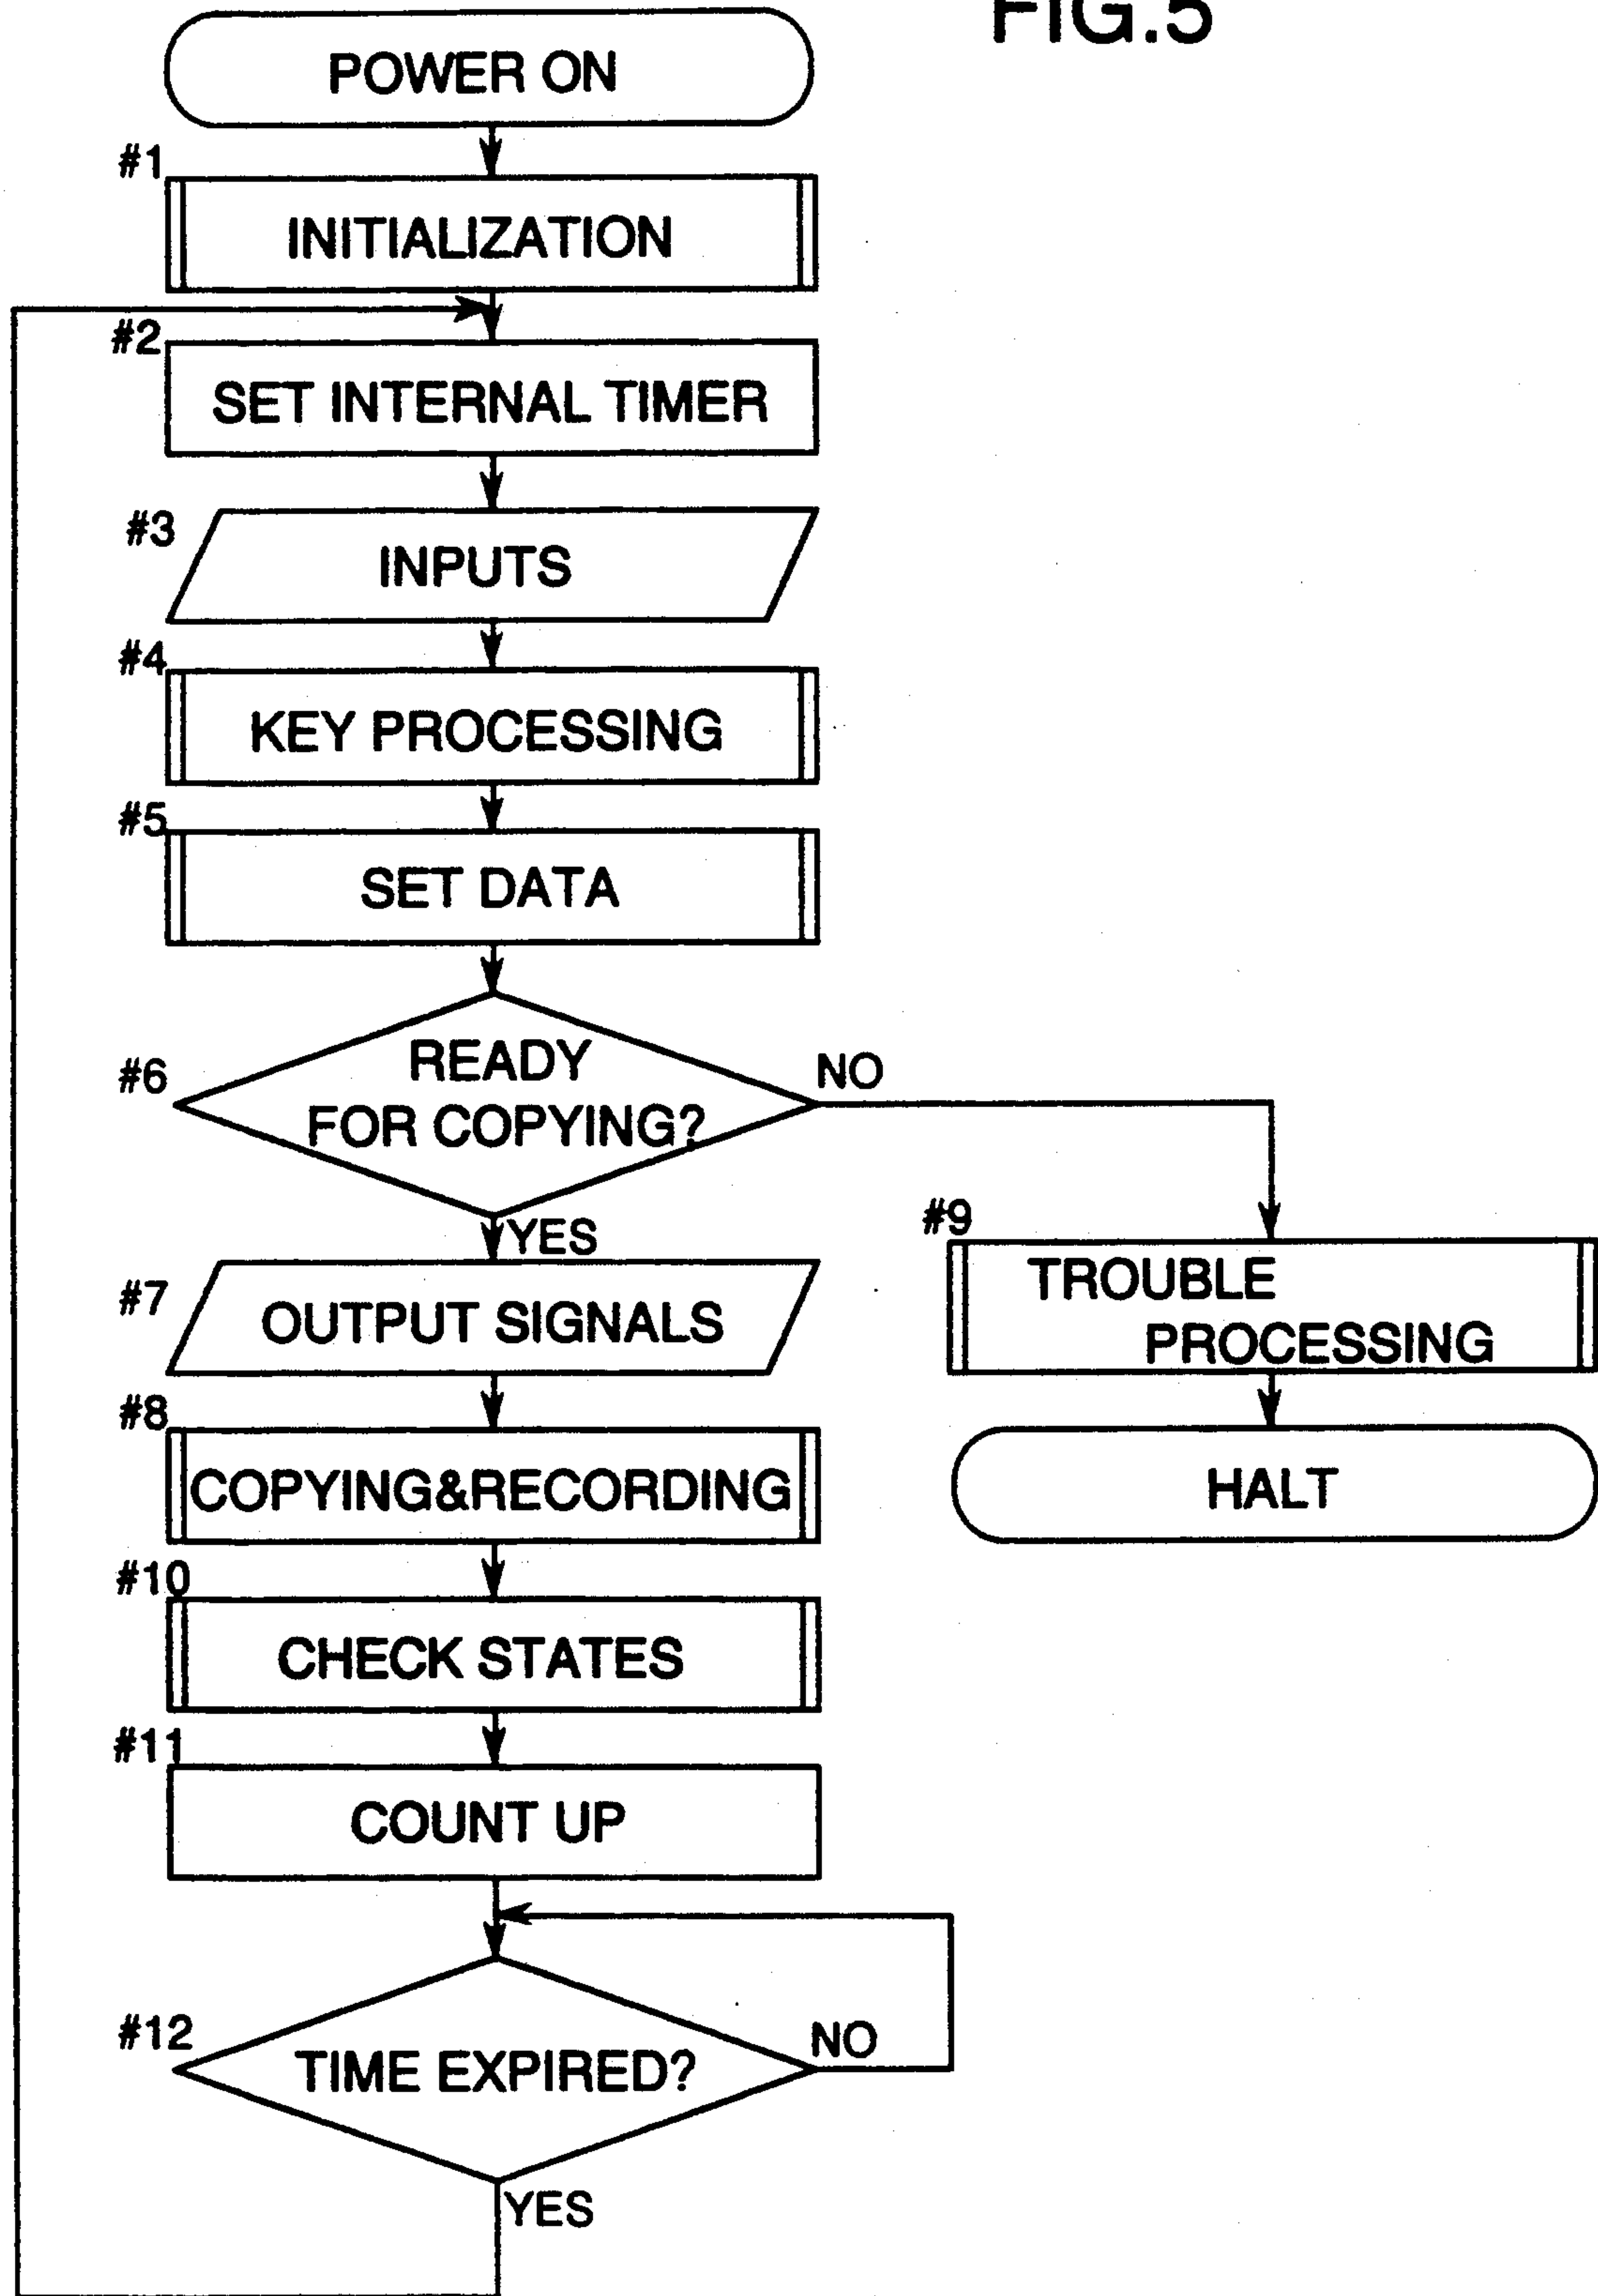 FIG.5
POWER ON
#1
INITIALIZATION
#2
SET INTERNAL TIMER
#3
INPUTS
#4
KEY PROCESSING
#5
SET DATA
#6
READY
FOR COPYING?
NO
YES
#7
OUTPUT SIGNALS
#8
COPYING&RECORDING
#9
TROUBLE
PROCESSING
HALT
#10
CHECK STATES
#11
COUNT UP
#12
TIME EXPIRED?
NO
YES